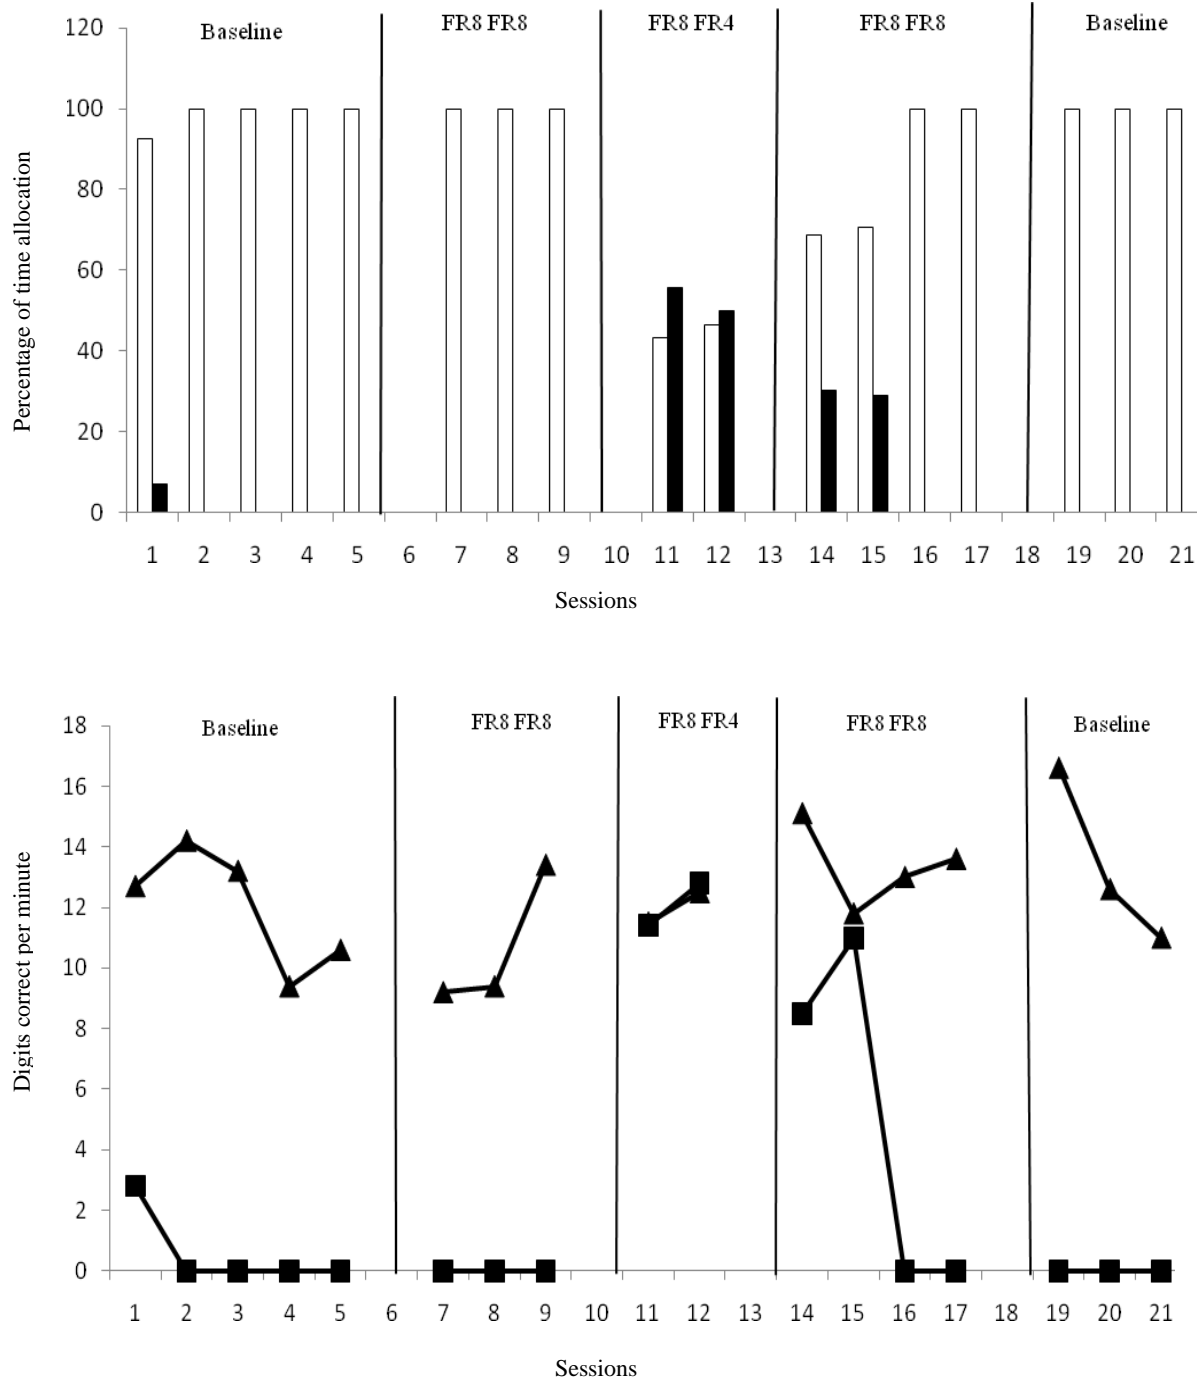 Baseline
FR8 FR8
FR8 FR4
FR8 FR8
Baseline
120
100
80
60
40
20
0
Percentage of time allocation
1 2 3 4 5 6 7 8 9 10 11 12 13 14 15 16 17 18 19 20 21
Sessions
Baseline
FR8 FR8
FR8 FR4
FR8 FR8
Baseline
18
16
14
12
10
8
6
4
2
0
Digits correct per minute
1 2 3 4 5 6 7 8 9 10 11 12 13 14 15 16 17 18 19 20 21
Sessions